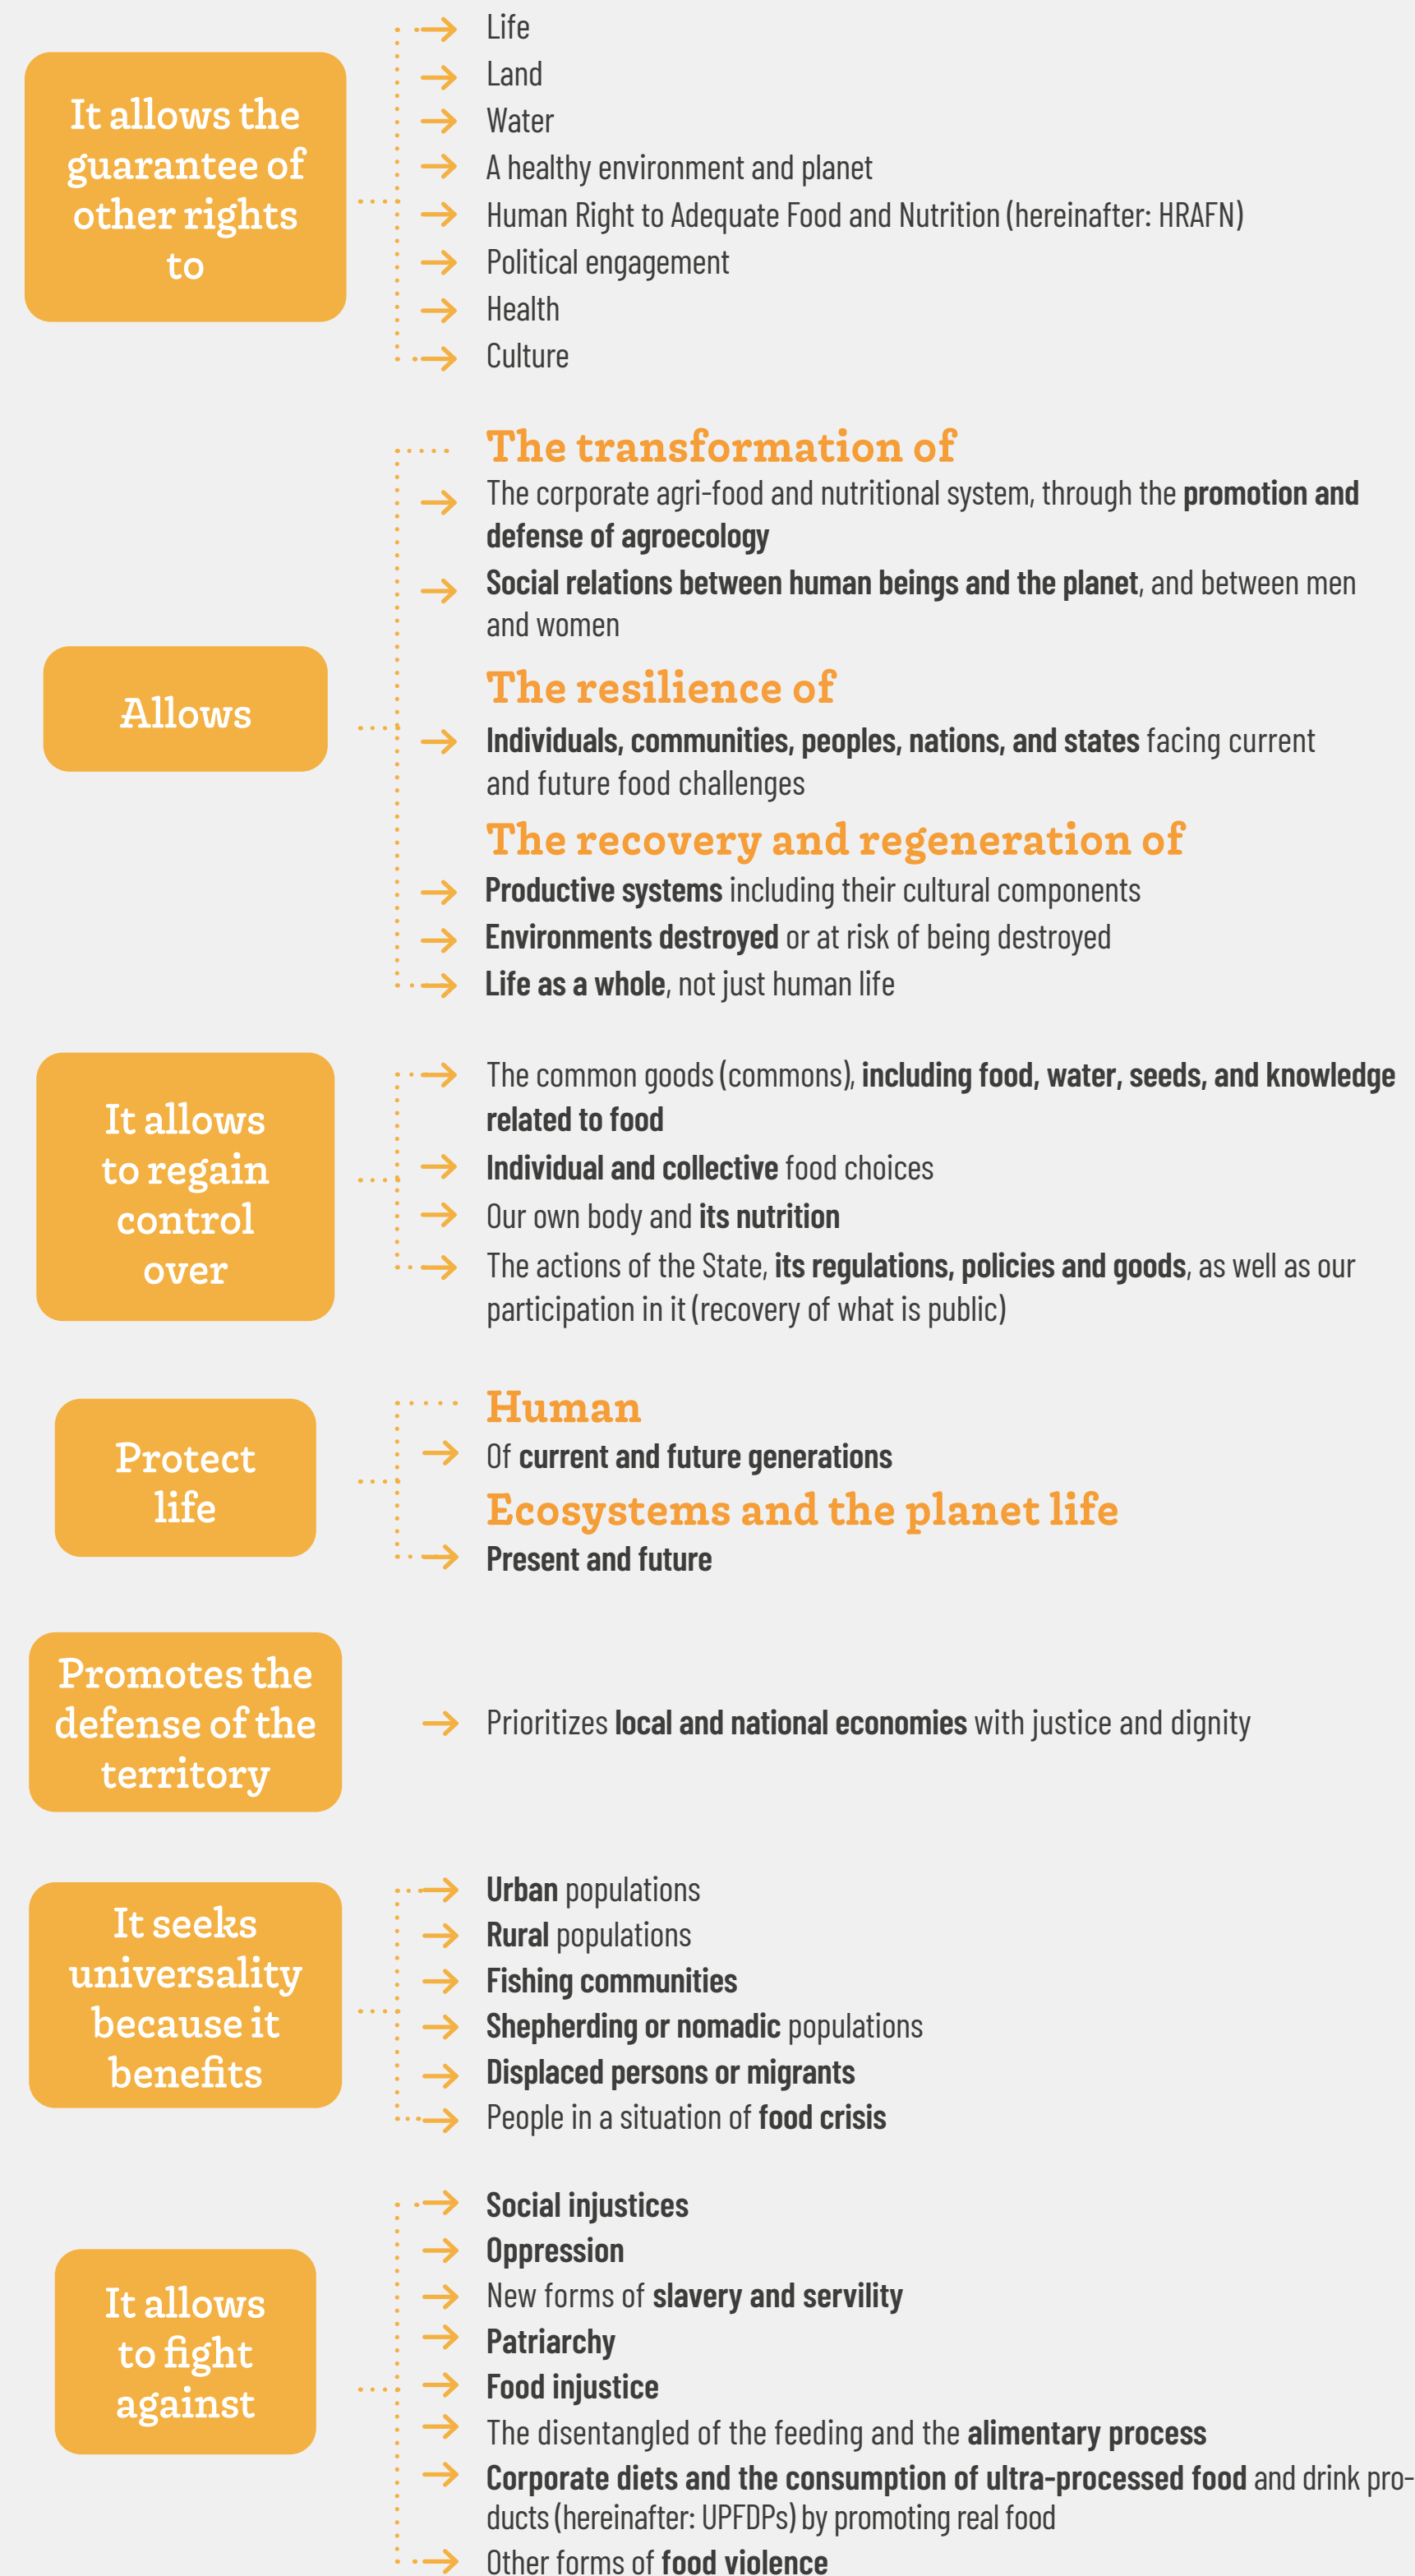 It allows the
guarantee of
other rights
to
Life
Land
Water
A healthy environment and planet
Human Right to Adequate Food and Nutrition (hereinafter: HRAFN)
Political engagement
Health
Culture
Allows
The transformation of
The corporate agri-food and nutritional system, through the promotion and
defense of agroecology
Social relations between human beings and the planet, and between men
and women
The resilience of
Individuals, communities, peoples, nations, and states facing current
and future food challenges
The recovery and regeneration of
Productive systems including their cultural components
Environments destroyed or at risk of being destroyed
Life as a whole, not just human life
It allows
to regain
control
over
The common goods (commons), including food, water, seeds, and knowledge
related to food
Individual and collective food choices
Our own body and its nutrition
The actions of the State, its regulations, policies and goods, as well as our
participation in it (recovery of what is public)
Protect
life
Human
Of current and future generations
Ecosystems and the planet life
Present and future
Promotes the
defense of the
territory
Prioritizes local and national economies with justice and dignity
It seeks
universality
because it
benefits
Urban populations
Rural populations
Fishing communities
Shepherding or nomadic populations
Displaced persons or migrants
People in a situation of food crisis
It allows
to fight
against
Social injustices
Oppression
New forms of slavery and servility
Patriarchy
Food injustice
The disentangled of the feeding and the alimentary process
Corporate diets and the consumption of ultra-processed food and drink pro-
ducts (hereinafter: UPFDPs) by promoting real food
Other forms of food violence